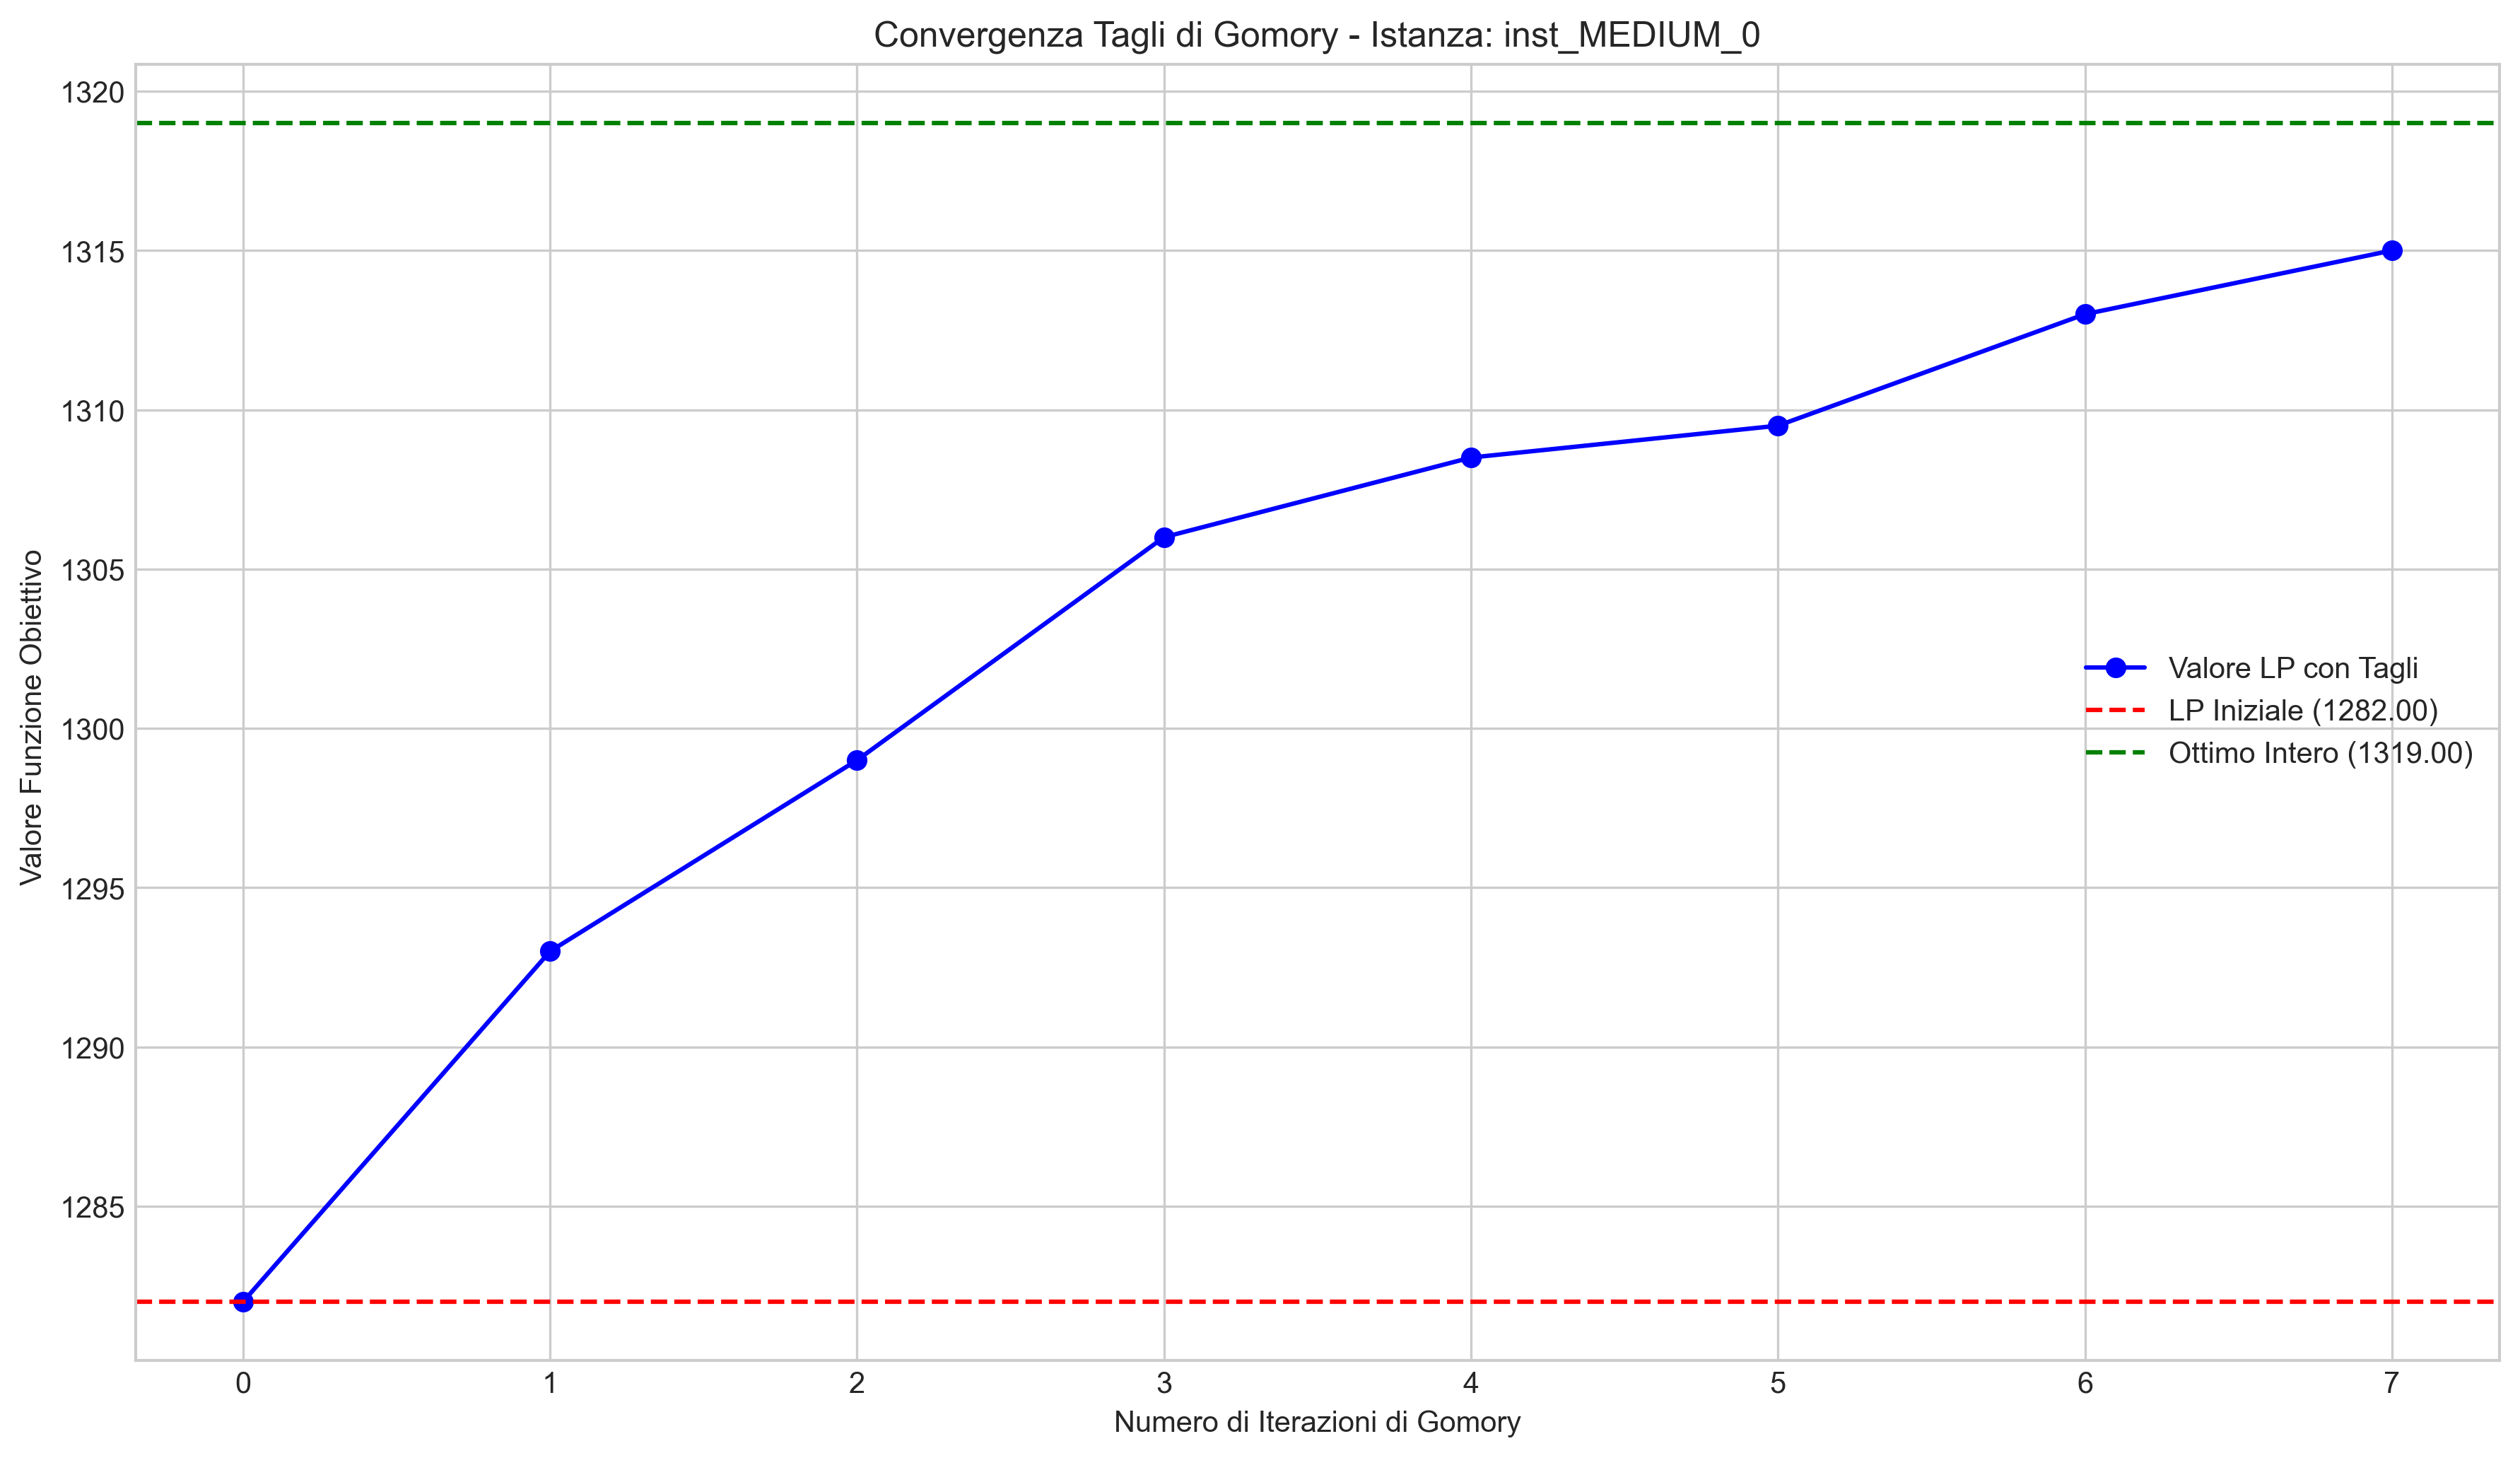 Convergenza Tagli di Gomory - Istanza: inst_MEDIUM_0
1320
1315
1310
1305
1300
1295
1290
1285
Valore Funzione Obiettivo
Valore LP con Tagli
LP Iniziale (1282.00)
Ottimo Intero (1319.00)
0 1 2 3 4 5 6 7
Numero di Iterazioni di Gomory